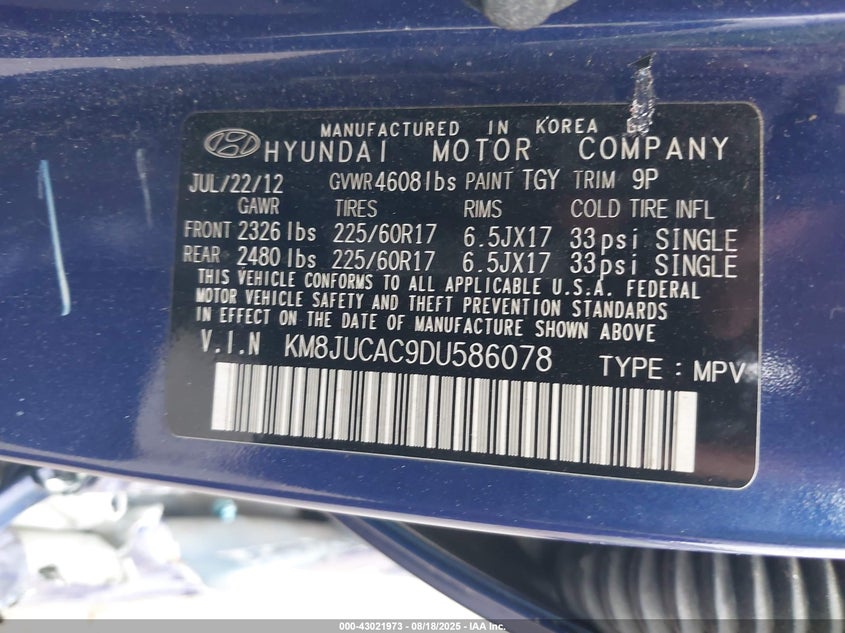 MANUFACTURED IN KOREA
HYUNDAI MOTOR COMPANY
JUL/22/12 GVWR 4608lbs PAINT TGY TRIM 9P
GAWR TIRES RIMS COLD TIRE INFL
FRONT 2326 lbs 225/60R17 6.5JX17 33psi SINGLE
REAR 2480 lbs 225/60R17 6.5JX17 33psi SINGLE
THIS VEHICLE CONFORMS TO ALL APPLICABLE U.S.A. FEDERAL
MOTOR VEHICLE SAFETY AND THEFT PREVENTION STANDARDS
IN EFFECT ON THE DATE OF MANUFACTURE SHOWN ABOVE
V.I.N KM8JUCAC9DU586078 TYPE : MPV
000-43021973 - 08/18/2025 - IAA Inc.